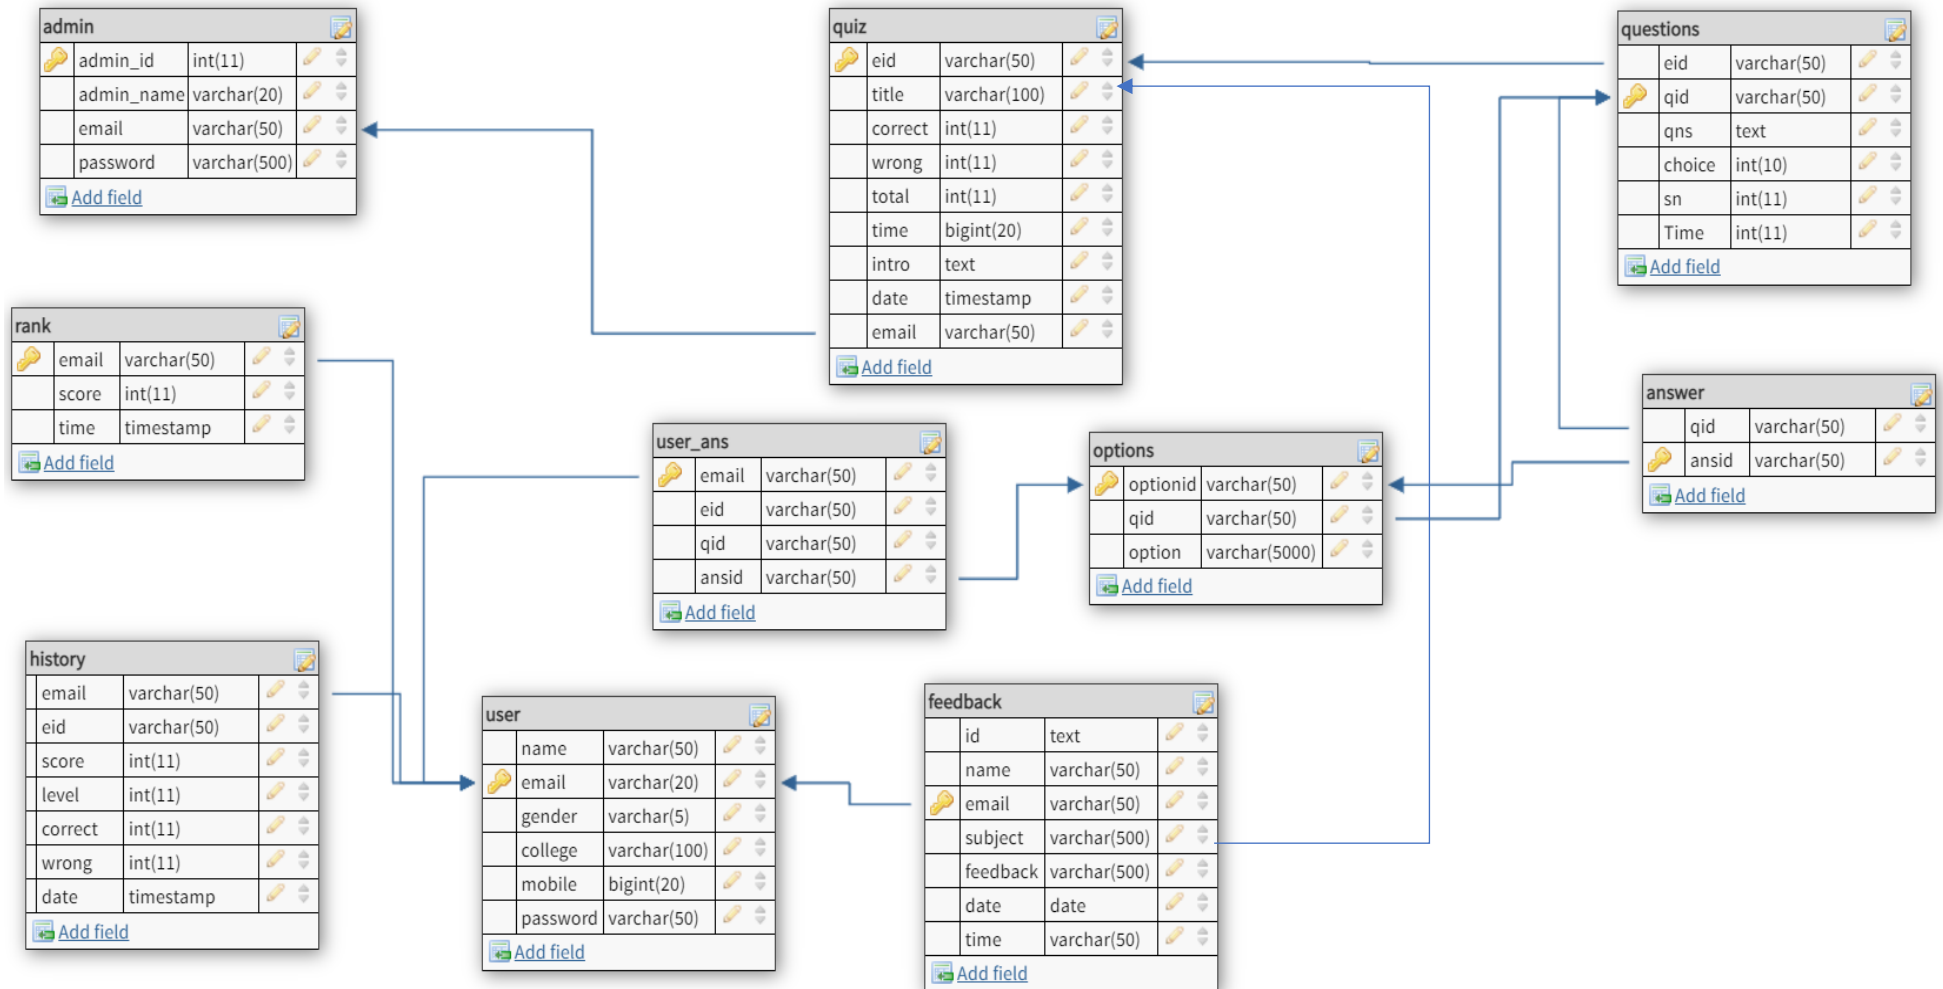 admin
admin_id int(11)
admin_name varchar(20)
email varchar(50)
password varchar(500)
Add field
quiz
eid varchar(50)
title varchar(100)
correct int(11)
wrong int(11)
total int(11)
time bigint(20)
intro text
date timestamp
email varchar(50)
Add field
questions
eid varchar(50)
qid varchar(50)
qns text
choice int(10)
sn int(11)
Time int(11)
Add field
rank
email varchar(50)
score int(11)
time timestamp
Add field
user_ans
email varchar(50)
eid varchar(50)
qid varchar(50)
ansid varchar(50)
Add field
options
optionid varchar(50)
qid varchar(50)
option varchar(5000)
Add field
answer
qid varchar(50)
ansid varchar(50)
Add field
history
email varchar(50)
eid varchar(50)
score int(11)
level int(11)
correct int(11)
wrong int(11)
date timestamp
Add field
user
name varchar(50)
email varchar(20)
gender varchar(5)
college varchar(100)
mobile bigint(20)
password varchar(50)
Add field
feedback
id text
name varchar(50)
email varchar(50)
subject varchar(500)
feedback varchar(500)
date date
time varchar(50)
Add field